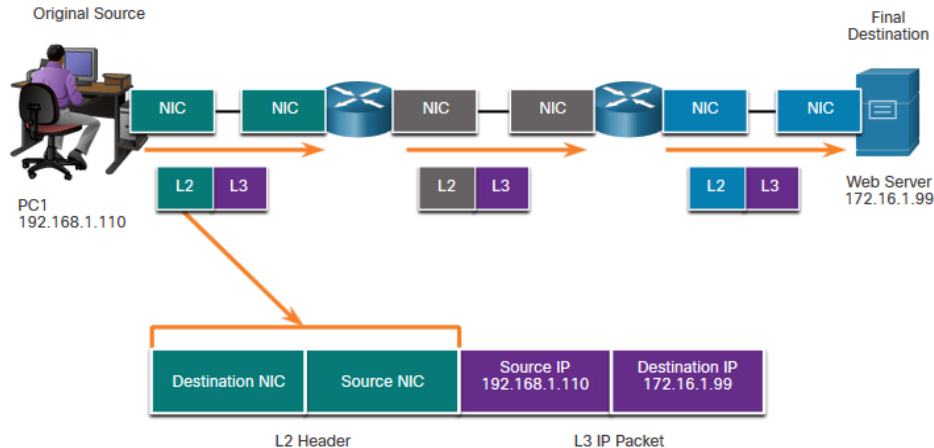 Original Source
Final
Destination
NIC
NIC
NIC
NIC
NIC
NIC
L2 L3
L2 L3
L2 L3
PC1
192.168.1.110
Web Server
172.16.1.99
Destination NIC
Source NIC
Source IP
192.168.1.110
Destination IP
172.16.1.99
L2 Header
L3 IP Packet